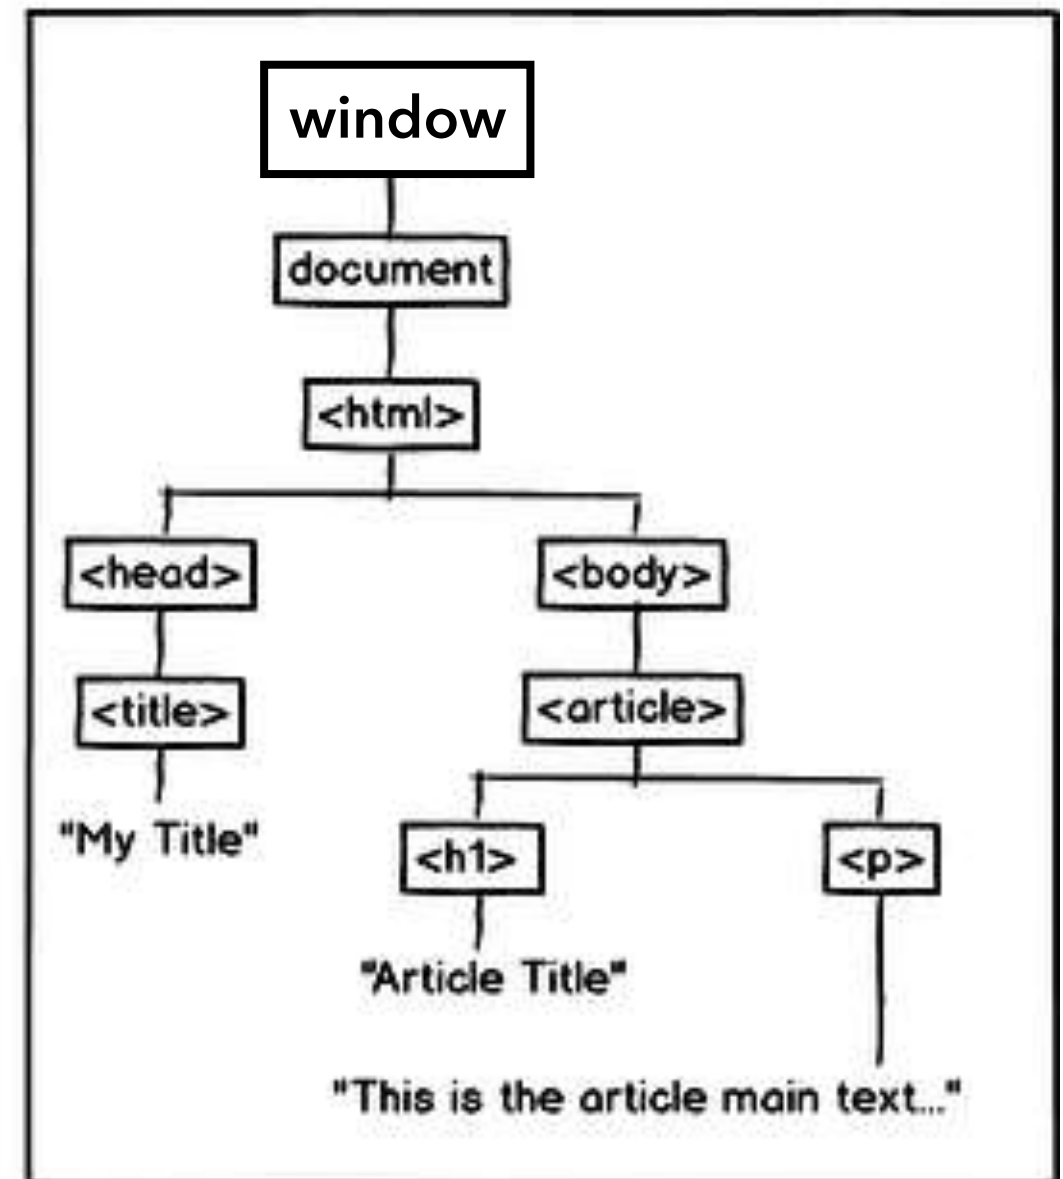 window
document
<html>
<head> <body>
<title> <article>
"My Title" <h1> <p>
"Article Title"
"This is the article main text..."